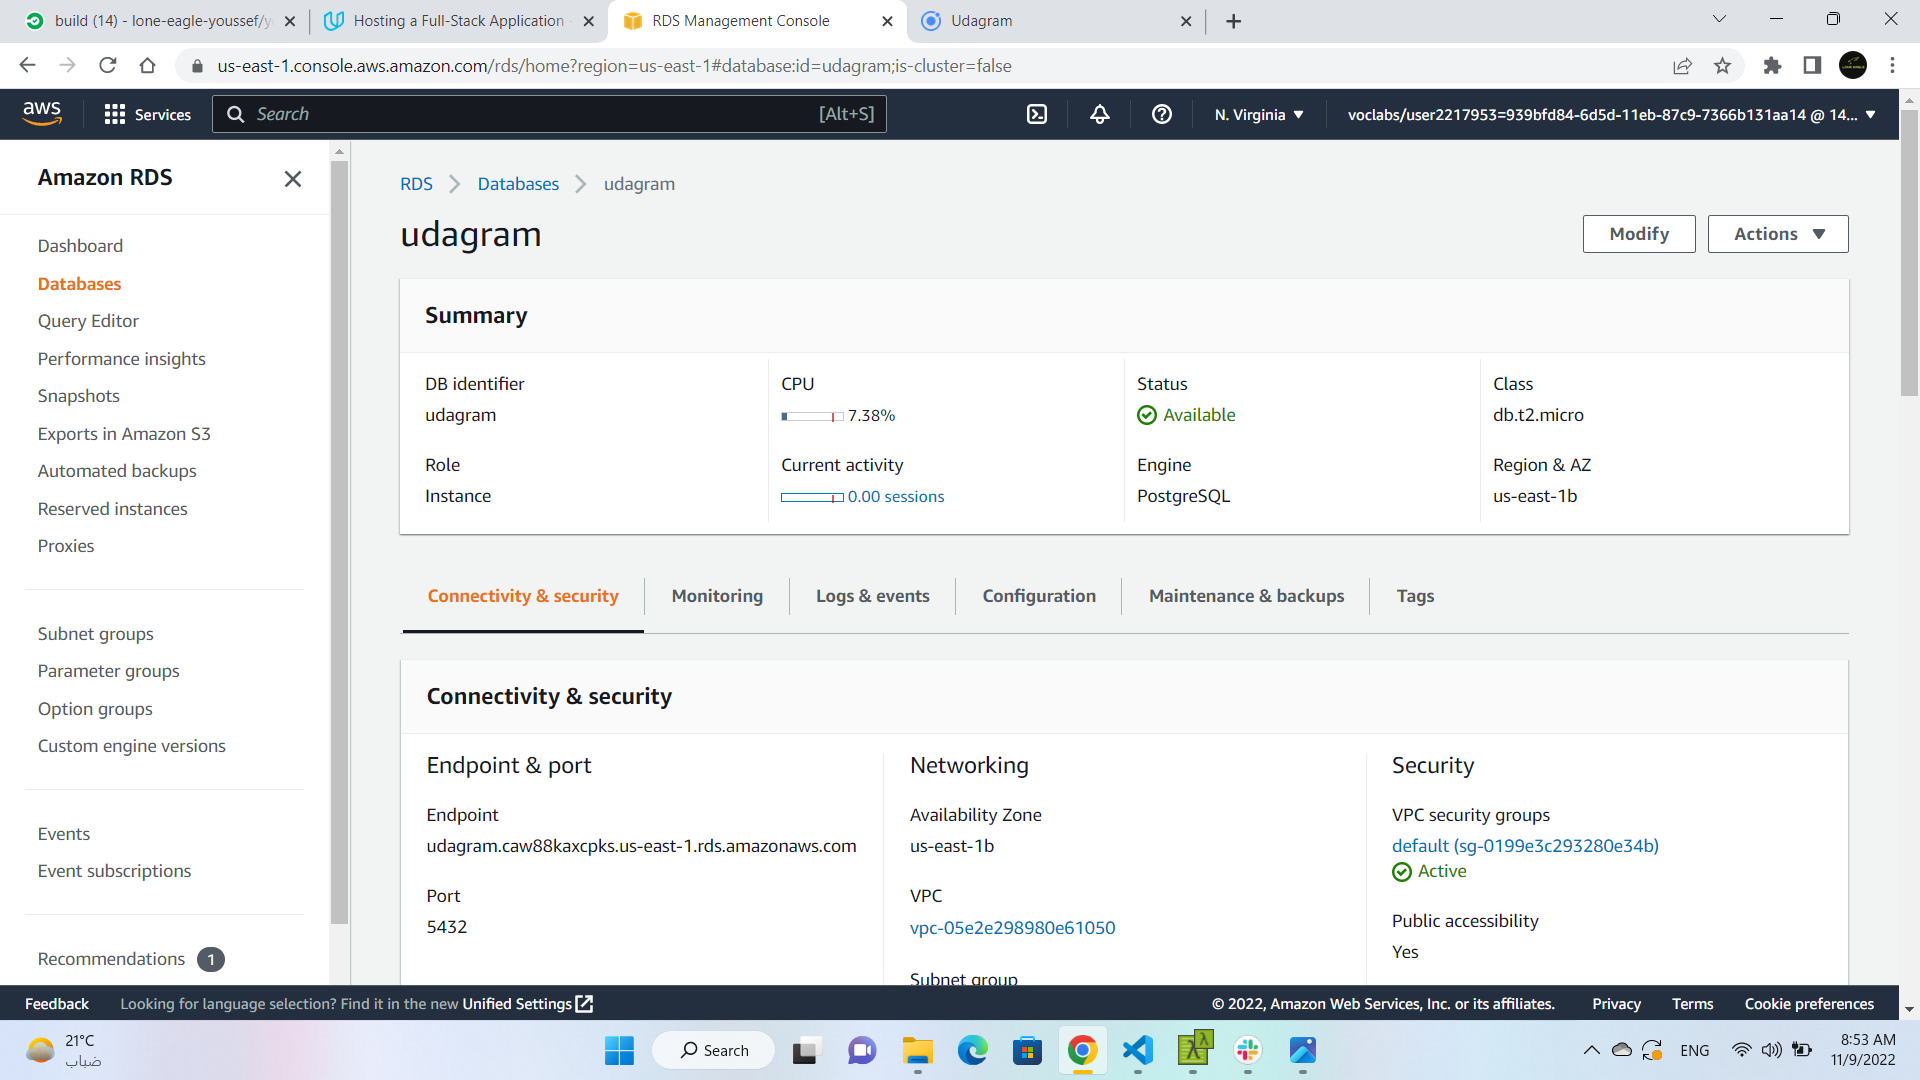 build (14) - lone-eagle-youssef/y
Hosting a Full-Stack Application
RDS Management Console
Udagram
us-east-1.console.aws.amazon.com/rds/home?region=us-east-1#database:id=udagram;is-cluster=false
aws
Services
Search
[Alt+S]
N. Virginia
voclabs/user2217953=939bfd84-6d5d-11eb-87c9-7366b131aa14 @ 14...
Amazon RDS
Dashboard
Databases
Query Editor
Performance insights
Snapshots
Exports in Amazon S3
Automated backups
Reserved instances
Proxies
Subnet groups
Parameter groups
Option groups
Custom engine versions
Events
Event subscriptions
Recommendations 1
RDS > Databases > udagram
udagram
Modify
Actions
Summary
DB identifier
udagram
CPU
7.38%
Status
Available
Class
db.t2.micro
Role
Instance
Current activity
0.00 sessions
Engine
PostgreSQL
Region & AZ
us-east-1b
Connectivity & security
Monitoring
Logs & events
Configuration
Maintenance & backups
Tags
Connectivity & security
Endpoint & port
Endpoint
udagram.caw88kaxcpks.us-east-1.rds.amazonaws.com
Port
5432
Networking
Availability Zone
us-east-1b
VPC
vpc-05e2e298980e61050
Subnet group
Security
VPC security groups
default (sg-0199e3c293280e34b)
Active
Public accessibility
Yes
Feedback
Looking for language selection? Find it in the new Unified Settings
© 2022, Amazon Web Services, Inc. or its affiliates.
Privacy
Terms
Cookie preferences
21°C
ضباب
Search
ENG
8:53 AM
11/9/2022